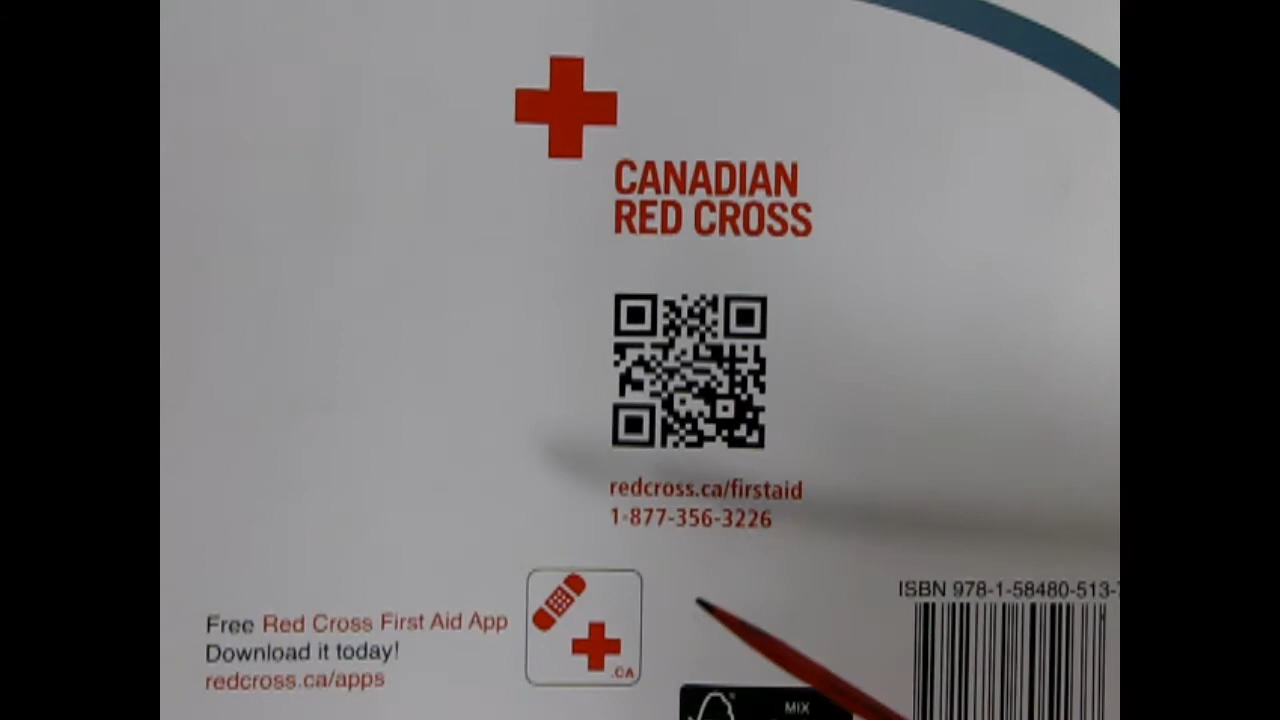 CANADIAN
RED CROSS
redcross.ca/firstaid
1-877-356-3226
Free Red Cross First Aid App
Download it today!
redcross.ca/apps
.CA
ISBN 978-1-58480-513-7
MIX